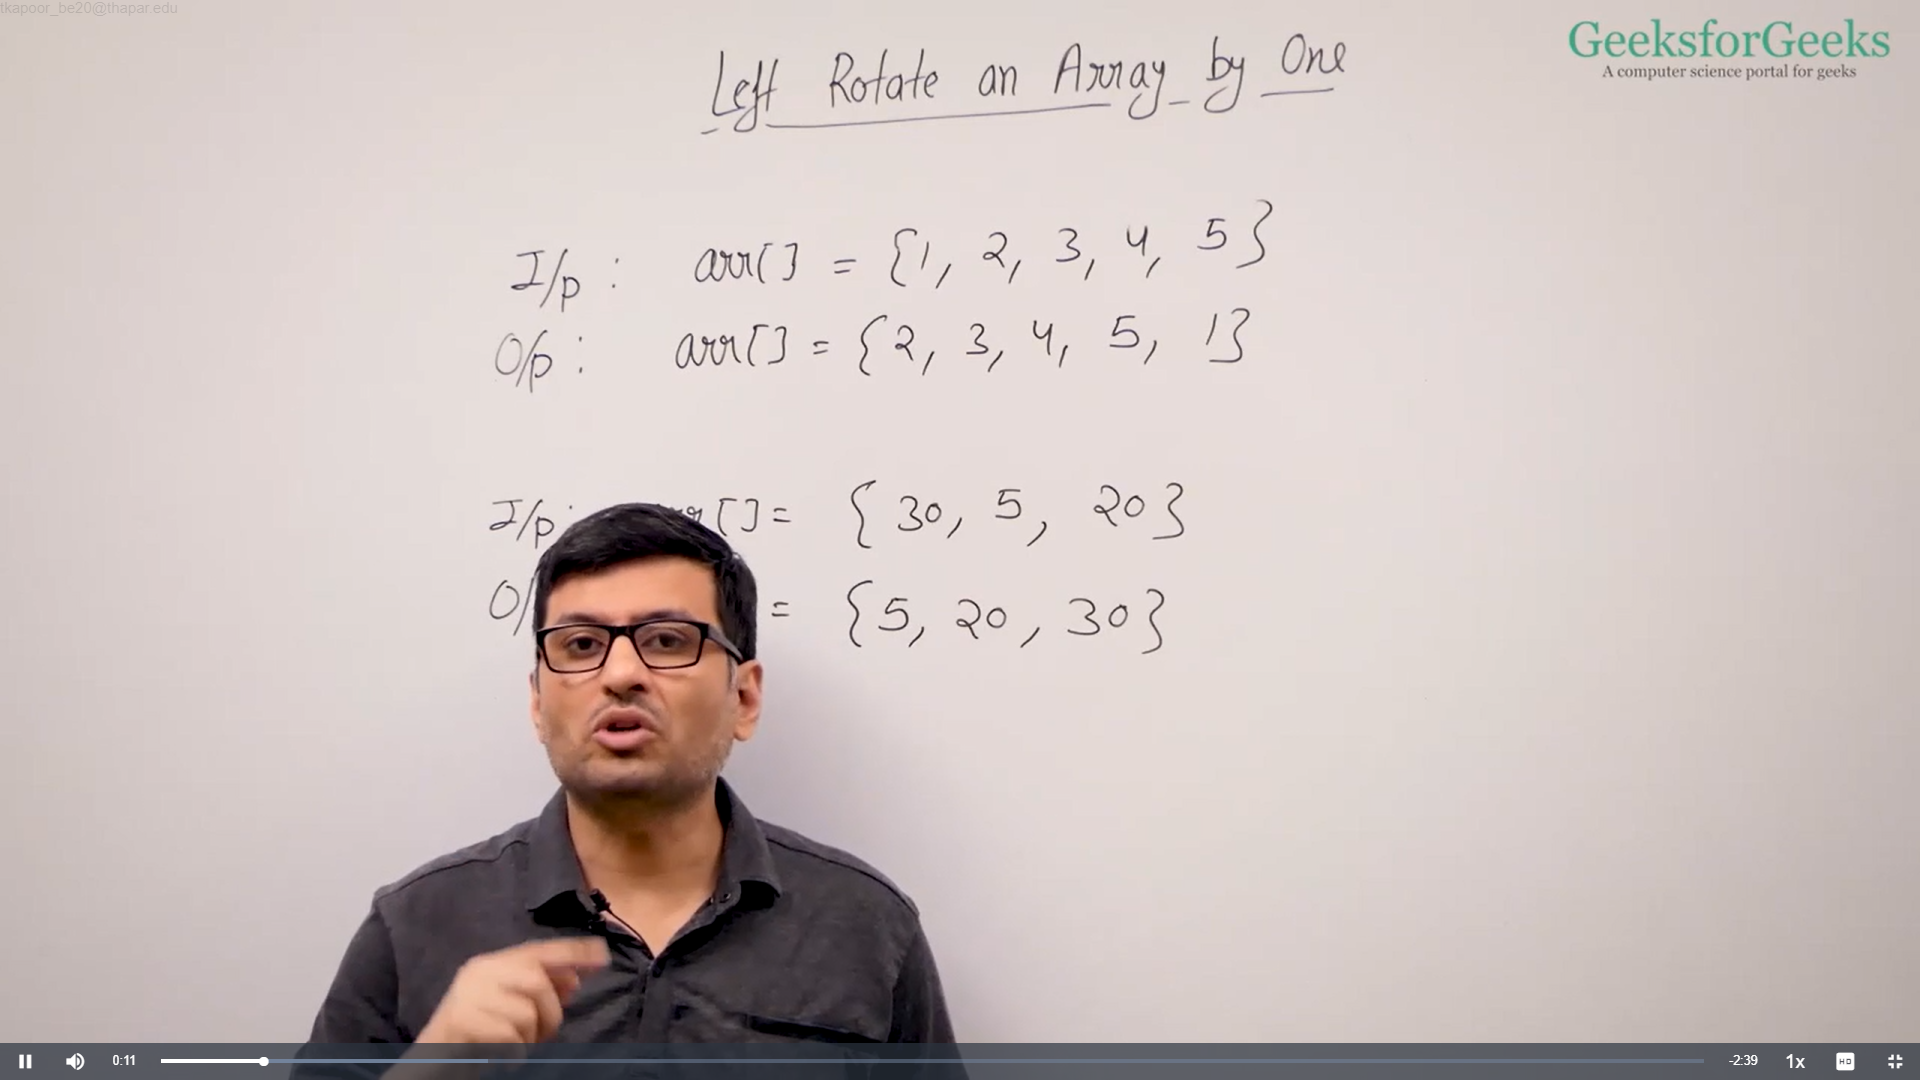 tkapoor_be20@thapar.edu
GeeksforGeeks
A computer science portal for geeks
Left Rotate an Array by One
I/p : arr[] = {1, 2, 3, 4, 5}
O/p : arr[] = {2, 3, 4, 5, 1}
I/p : []= {30, 5, 20}
= {5, 20, 30}
0:11
-2:39
1x
HD